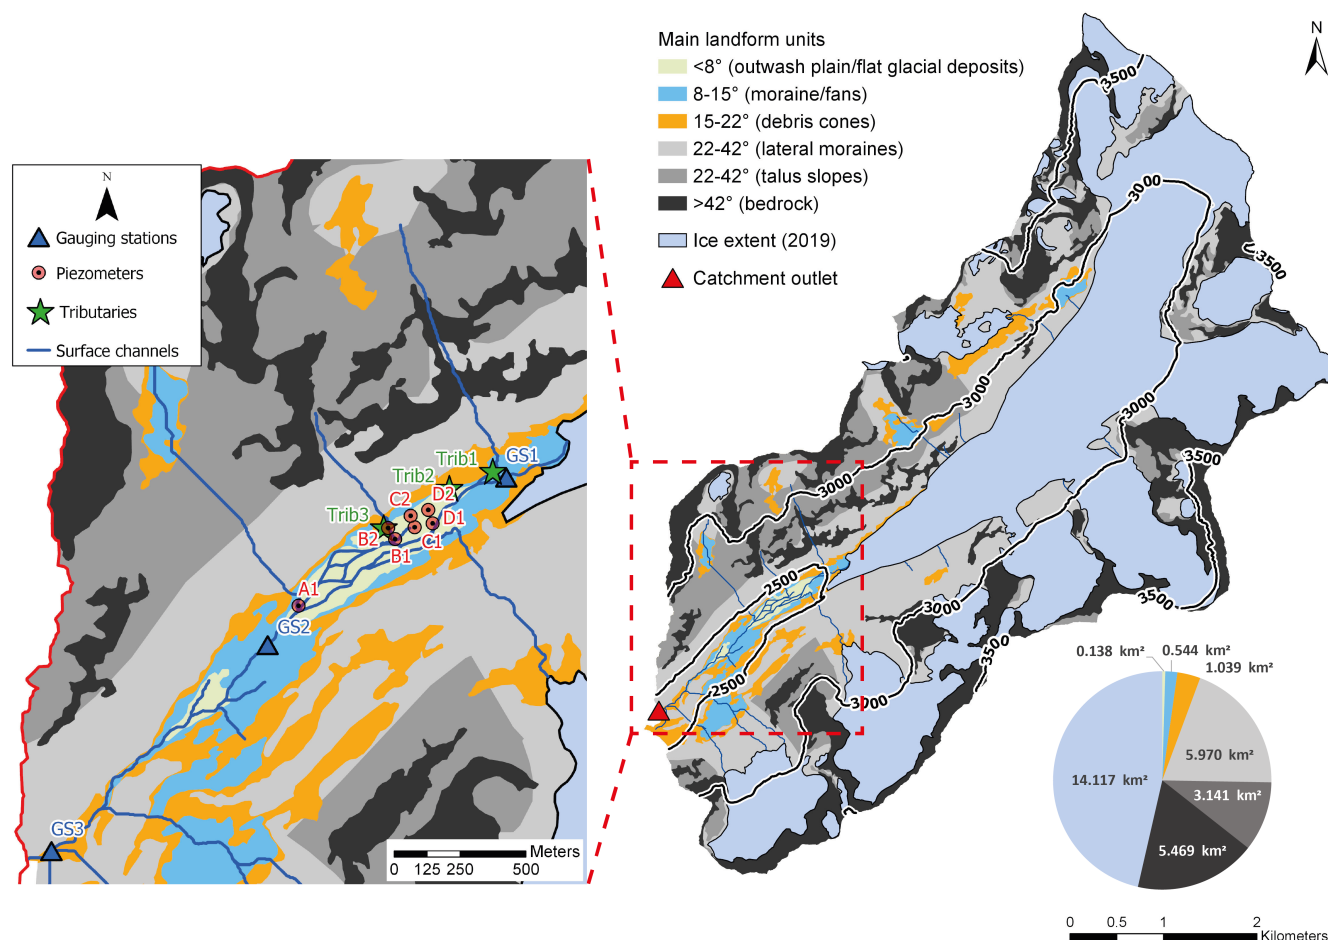 N
Gauging stations
Piezometers
Tributaries
Surface channels
Trib1
GS1
Trib2
D2
C2
Trib3
D1
B2
C1
B1
A1
GS2
GS3
Meters
0 125 250 500
Main landform units
<8° (outwash plain/flat glacial deposits)
8-15° (moraine/fans)
15-22° (debris cones)
22-42° (lateral moraines)
22-42° (talus slopes)
>42° (bedrock)
Ice extent (2019)
Catchment outlet
N
3500
3000
3500
3000
3000
3500
3000
2500
3000
3500
3500
2500
3000
0.138 km²
0.544 km²
1.039 km²
5.970 km²
14.117 km²
3.141 km²
5.469 km²
0 0.5 1 2
Kilometers